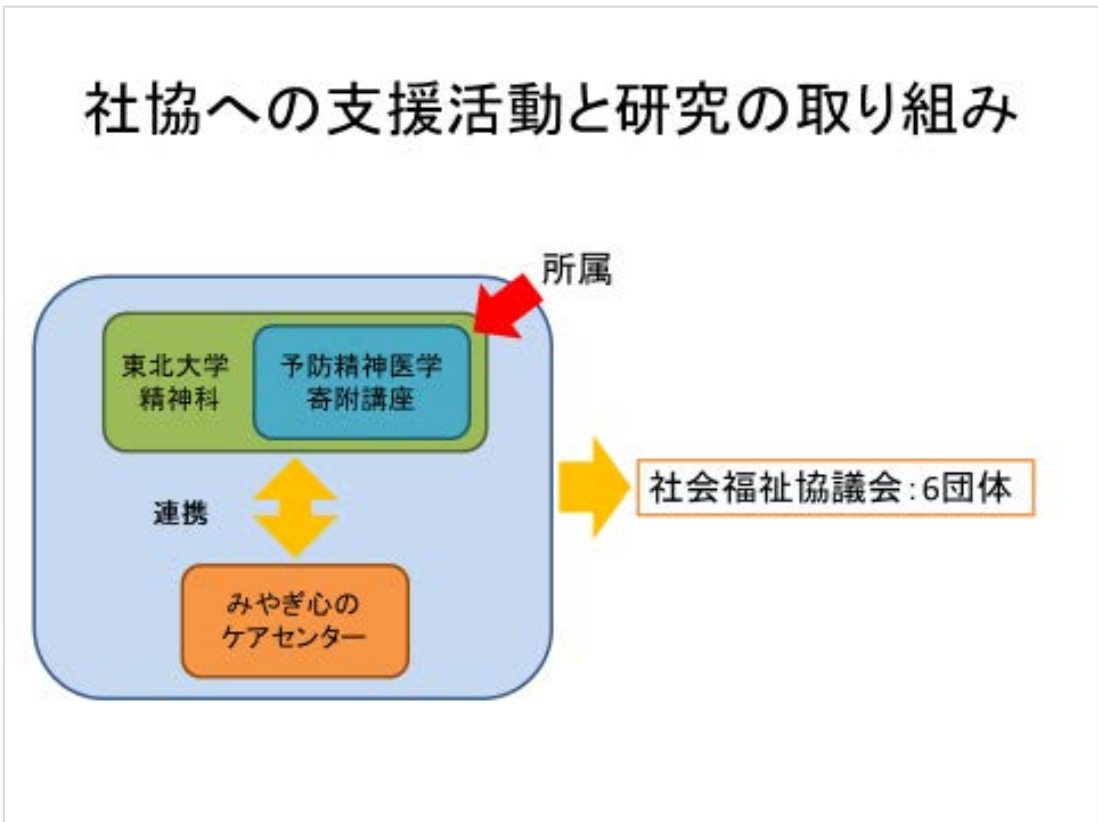 社協への支援活動と研究の取り組み
所属
東北大学
精神科
予防精神医学
寄附講座
連携
社会福祉協議会：6団体
みやぎ心の
ケアセンター